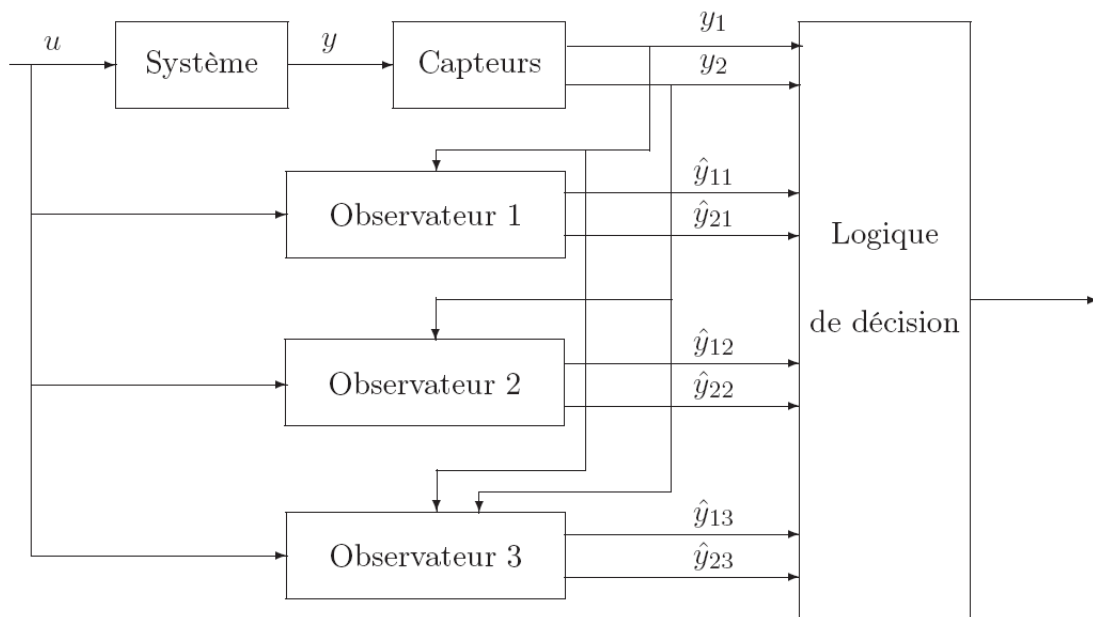 u
Système
y
Capteurs
y₁
y₂
Observateur 1
ŷ₁₁
ŷ₂₁
Logique
de décision
Observateur 2
ŷ₁₂
ŷ₂₂
Observateur 3
ŷ₁₃
ŷ₂₃